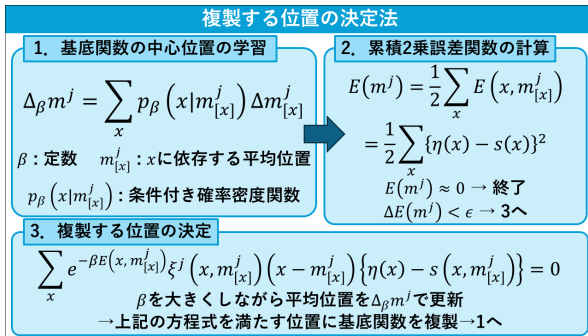 複製する位置の決定法
1. 基底関数の中心位置の学習
Δ_β m^j = ∑_x p_β (x|m^j_[x]) Δm^j_[x]
β：定数 m^j_[x]：xに依存する平均位置
p_β (x|m^j_[x])：条件付き確率密度関数
2. 累積2乗誤差関数の計算
E(m^j) = 1/2 ∑_x E (x, m^j_[x])
= 1/2 ∑_x {η(x) − s(x)}^2
E(m^j) ≈ 0 → 終了
ΔE(m^j) < ϵ → 3へ
3. 複製する位置の決定
∑_x e^{−βE(x, m^j_[x])} ξ^j (x, m^j_[x]) (x − m^j_[x]) {η(x) − s (x, m^j_[x])} = 0
βを大きくしながら平均位置をΔ_β m^jで更新
→上記の方程式を満たす位置に基底関数を複製→1へ